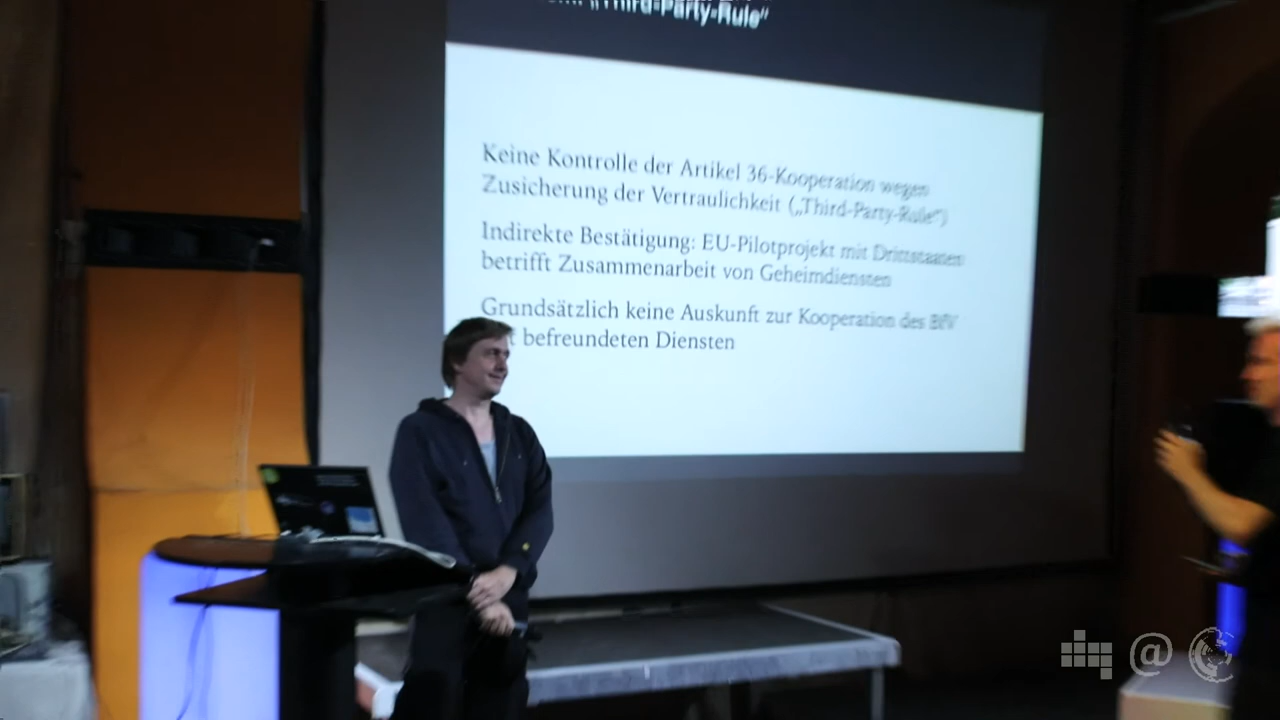 „Third-Party-Rule“
Keine Kontrolle der Artikel 36-Kooperation wegen
Zusicherung der Vertraulichkeit („Third-Party-Rule“)
Indirekte Bestätigung: EU-Pilotprojekt mit Drittstaaten
betrifft Zusammenarbeit von Geheimdiensten
Grundsätzlich keine Auskunft zur Kooperation des BfV
befreundeten Diensten